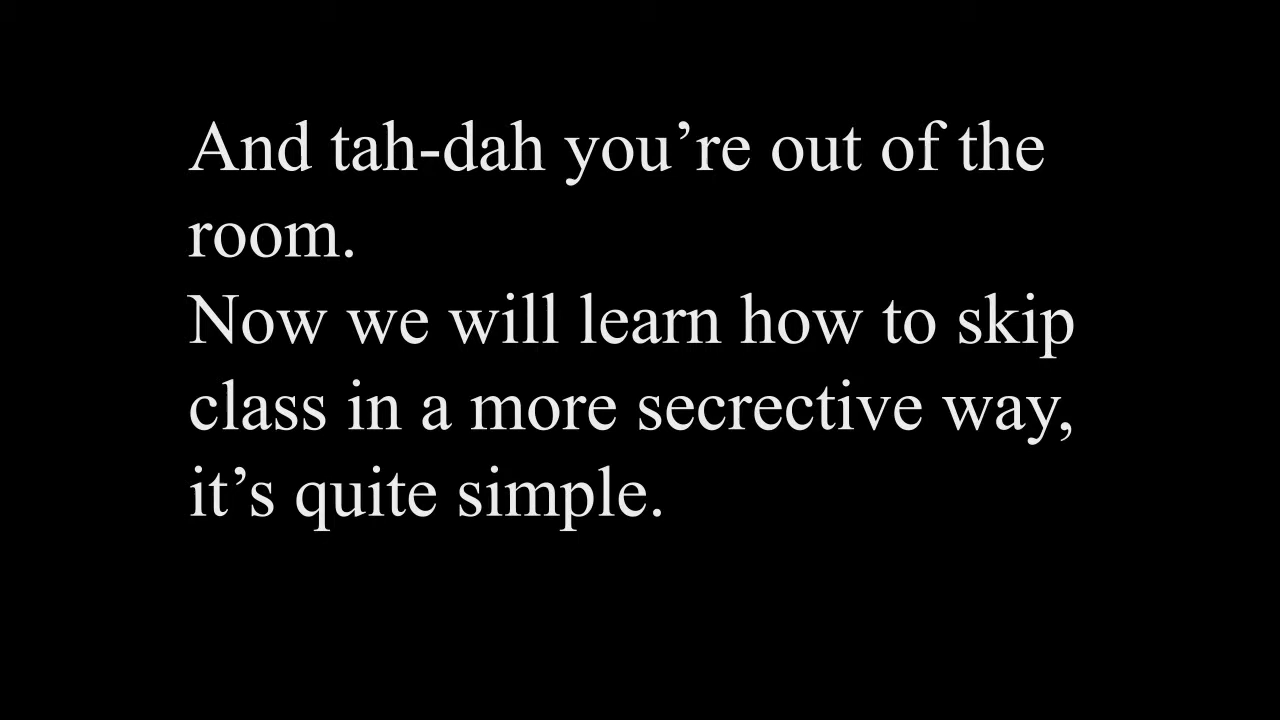 And tah-dah you’re out of the
room.
Now we will learn how to skip
class in a more secrective way,
it’s quite simple.